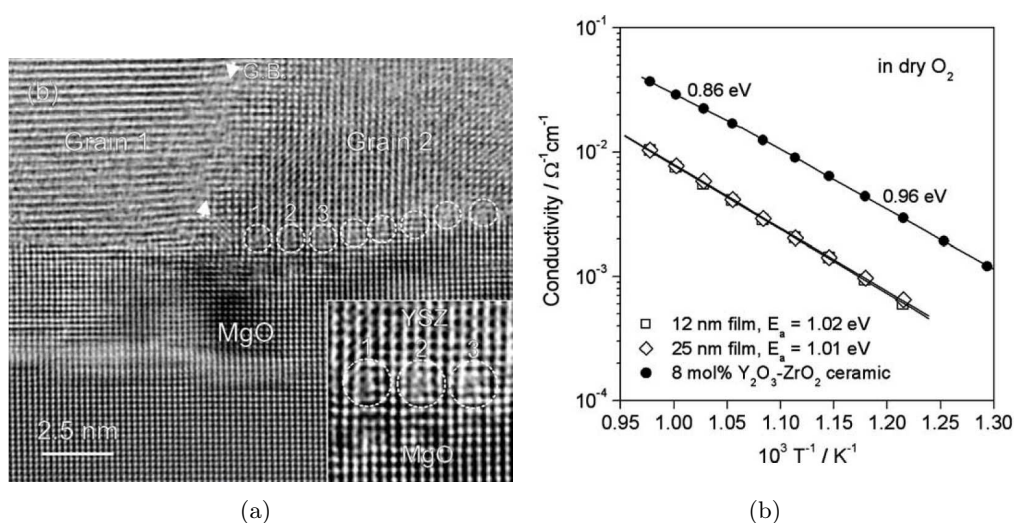 (b)
G.B.
Grain 1
Grain 2
1 2 3
MgO
YSZ
1 2 3
MgO
2.5 nm
(a)
10⁻¹
in dry O₂
0.86 eV
10⁻²
0.96 eV
Conductivity / Ω⁻¹cm⁻¹
10⁻³
12 nm film, Eₐ = 1.02 eV
25 nm film, Eₐ = 1.01 eV
8 mol% Y₂O₃-ZrO₂ ceramic
10⁻⁴
0.95 1.00 1.05 1.10 1.15 1.20 1.25 1.30
10³ T⁻¹ / K⁻¹
(b)